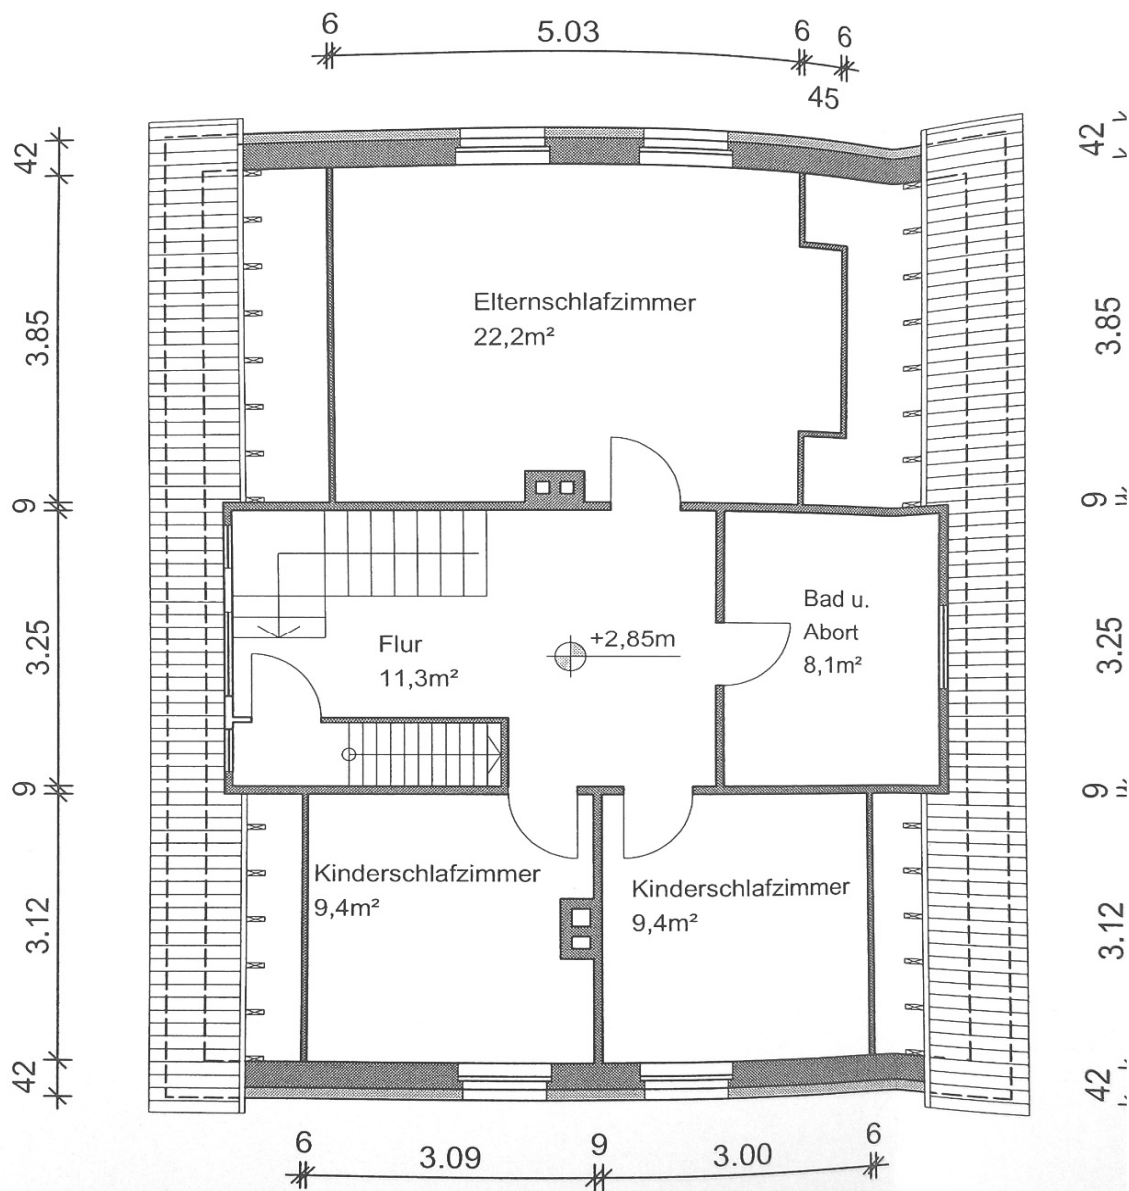 6
5.03
6
6
45
42
42
3.85
3.85
Elternschlafzimmer
22,2m²
9
9
Bad u.
Abort
8,1m²
Flur
11,3m²
+2,85m
3.25
3.25
9
9
Kinderschlafzimmer
9,4m²
Kinderschlafzimmer
9,4m²
3.12
3.12
42
42
6
3.09
9
3.00
6